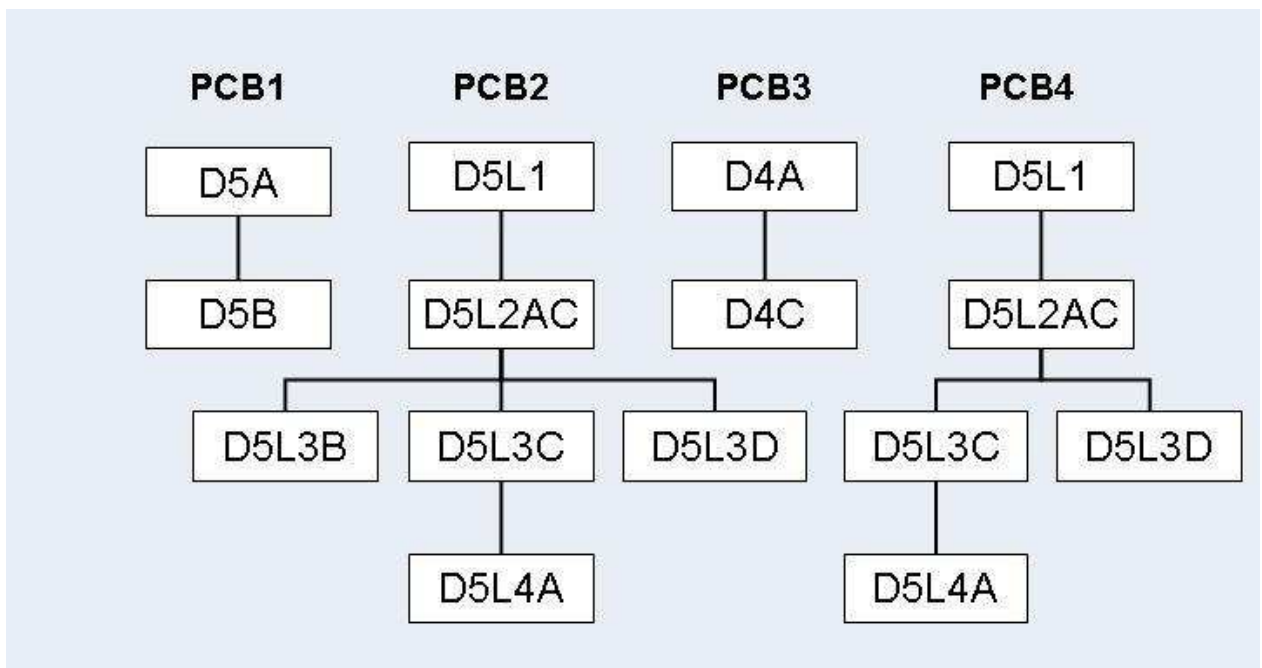 PCB1 PCB2 PCB3 PCB4
D5A D5L1 D4A D5L1
D5B D5L2AC D4C D5L2AC
D5L3B D5L3C D5L3D D5L3C D5L3D
D5L4A D5L4A